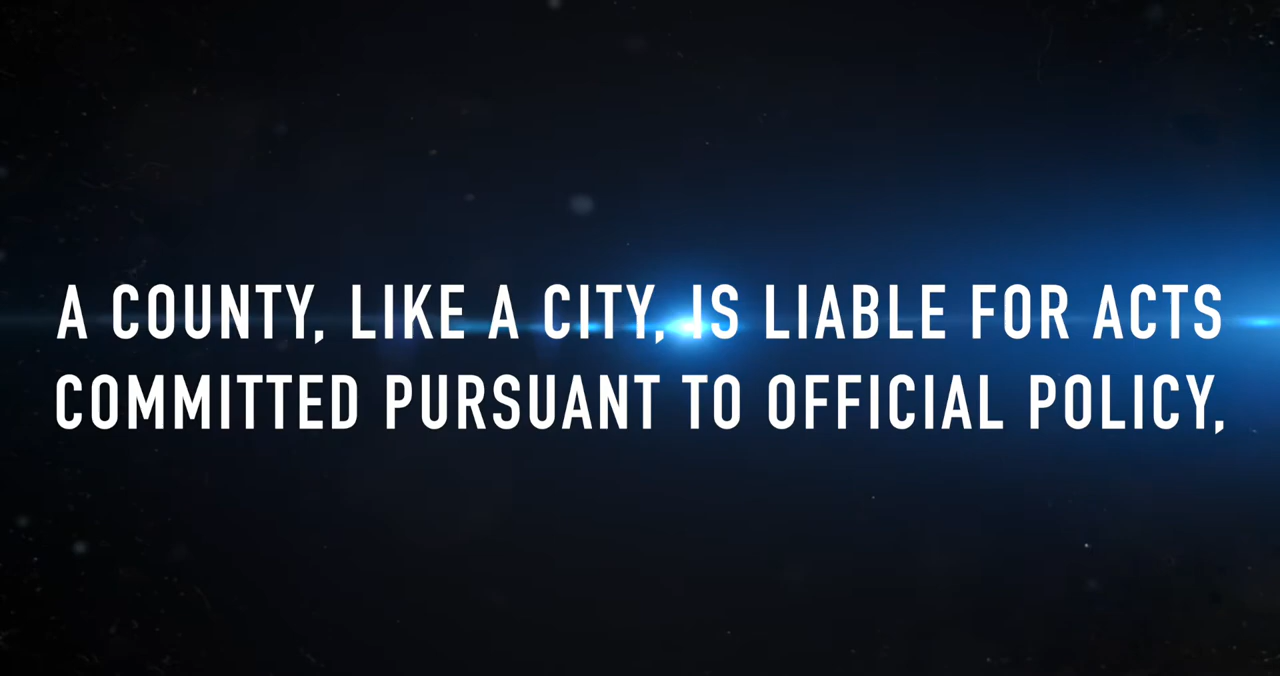 A COUNTY, LIKE A CITY, IS LIABLE FOR ACTS
COMMITTED PURSUANT TO OFFICIAL POLICY,